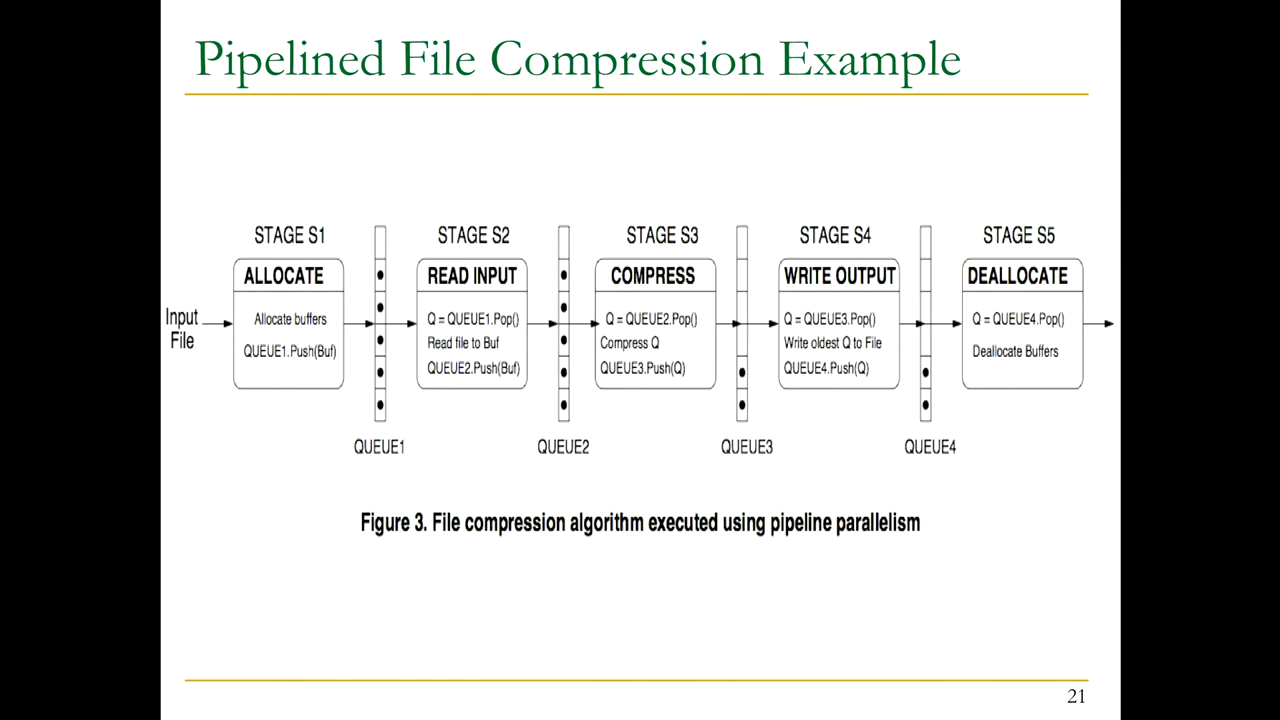 Pipelined File Compression Example
STAGE S1
ALLOCATE
Allocate buffers
QUEUE1.Push(Buf)
STAGE S2
READ INPUT
Q = QUEUE1.Pop()
Read file to Buf
QUEUE2.Push(Buf)
STAGE S3
COMPRESS
Q = QUEUE2.Pop()
Compress Q
QUEUE3.Push(Q)
STAGE S4
WRITE OUTPUT
Q = QUEUE3.Pop()
Write oldest Q to File
QUEUE4.Push(Q)
STAGE S5
DEALLOCATE
Q = QUEUE4.Pop()
Deallocate Buffers
Input
File
QUEUE1
QUEUE2
QUEUE3
QUEUE4
Figure 3. File compression algorithm executed using pipeline parallelism
21